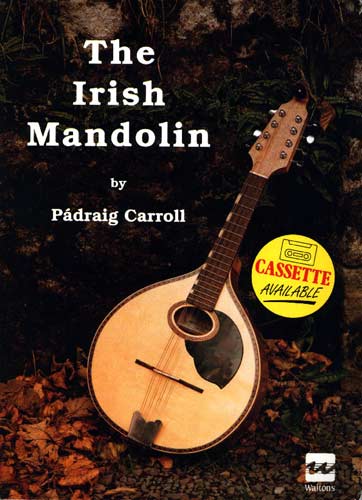 The
Irish
Mandolin
by
Pádraig Carroll
CASSETTE
AVAILABLE
Waltons